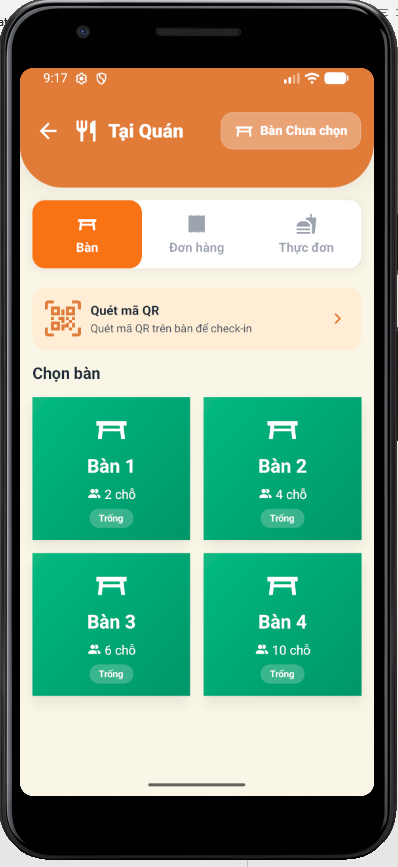 9:17
Tại Quán
Bàn Chưa chọn
Bàn
Đơn hàng
Thực đơn
Quét mã QR
Quét mã QR trên bàn để check-in
Chọn bàn
Bàn 1
2 chỗ
Trống
Bàn 2
4 chỗ
Trống
Bàn 3
6 chỗ
Trống
Bàn 4
10 chỗ
Trống